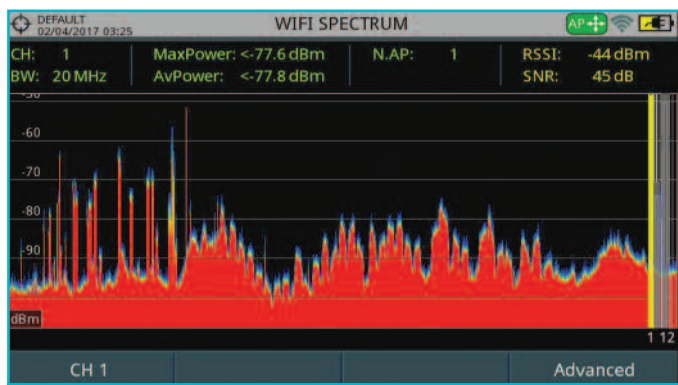 DEFAULT
02/04/2017 03:25
WIFI SPECTRUM
AP
CH: 1
MaxPower: <-77.6 dBm
N.AP: 1
RSSI: -44 dBm
BW: 20 MHz
AvPower: <-77.8 dBm
SNR: 45 dB
-50
-60
-70
-80
-90
dBm
1 12
CH 1
Advanced